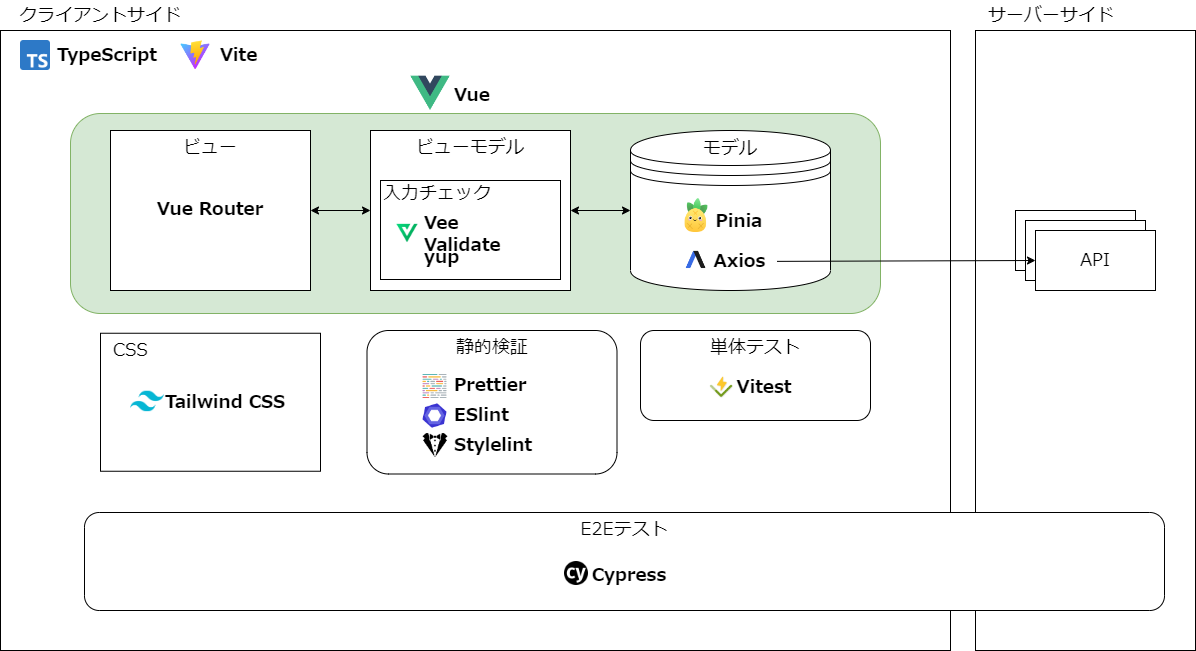 クライアントサイド
サーバーサイド
TS
TypeScript
Vite
Vue
ビュー
Vue Router
ビューモデル
入力チェック
Vee
Validate
yup
モデル
Pinia
Axios
API
CSS
Tailwind CSS
静的検証
Prettier
ESlint
Stylelint
単体テスト
Vitest
E2Eテスト
cy
Cypress